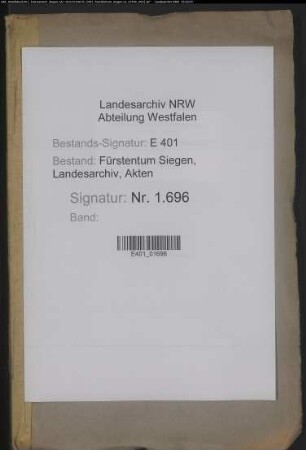 Landesarchiv NRW
Abteilung Westfalen
Bestands-Signatur: E 401
Bestand: Fürstentum Siegen,
Landesarchiv, Akten
Signatur: Nr. 1.696
Band:
E401_01696